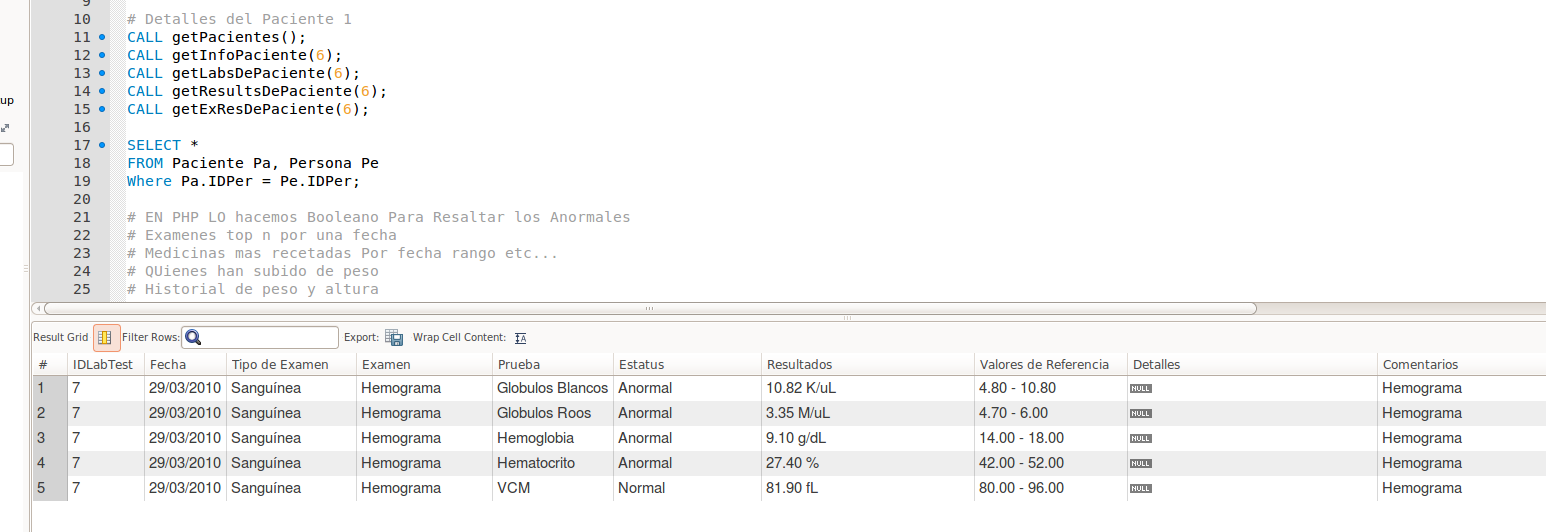 9
10 # Detalles del Paciente 1
11 CALL getPacientes();
12 CALL getInfoPaciente(6);
13 CALL getLabsDePaciente(6);
14 CALL getResultsDePaciente(6);
15 CALL getExResDePaciente(6);
16
17 SELECT *
18 FROM Paciente Pa, Persona Pe
19 Where Pa.IDPer = Pe.IDPer;
20
21 # EN PHP LO hacemos Booleano Para Resaltar los Anormales
22 # Examenes top n por una fecha
23 # Medicinas mas recetadas Por fecha rango etc...
24 # QUienes han subido de peso
25 # Historial de peso y altura
up
Result Grid Filter Rows: Export: Wrap Cell Content:
# IDLabTest Fecha Tipo de Examen Examen Prueba Estatus Resultados Valores de Referencia Detalles Comentarios
1 7 29/03/2010 Sanguínea Hemograma Globulos Blancos Anormal 10.82 K/uL 4.80 - 10.80 NULL Hemograma
2 7 29/03/2010 Sanguínea Hemograma Globulos Roos Anormal 3.35 M/uL 4.70 - 6.00 NULL Hemograma
3 7 29/03/2010 Sanguínea Hemograma Hemoglobia Anormal 9.10 g/dL 14.00 - 18.00 NULL Hemograma
4 7 29/03/2010 Sanguínea Hemograma Hematocrito Anormal 27.40 % 42.00 - 52.00 NULL Hemograma
5 7 29/03/2010 Sanguínea Hemograma VCM Normal 81.90 fL 80.00 - 96.00 NULL Hemograma